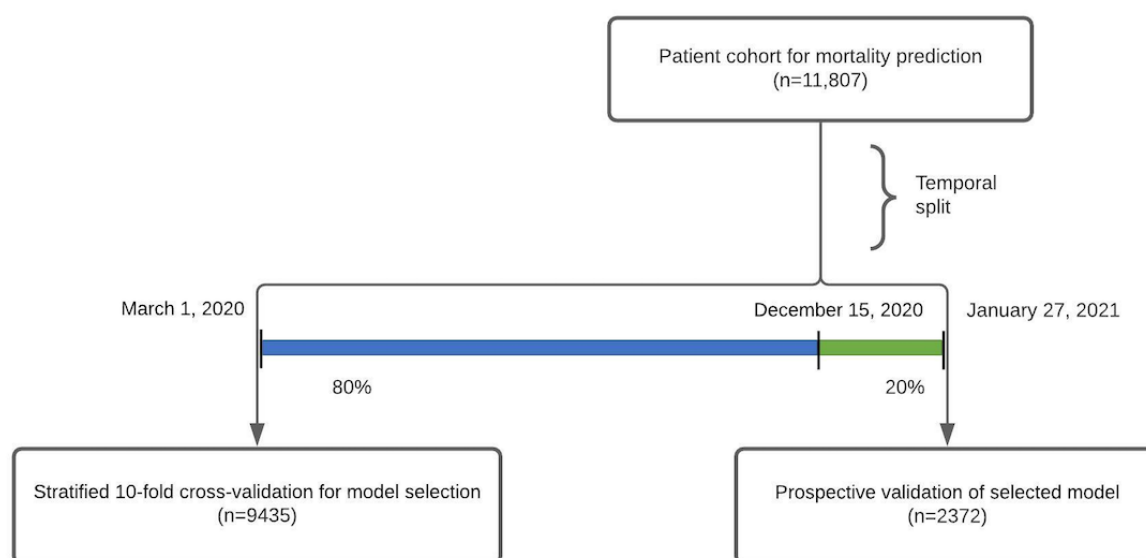 Patient cohort for mortality prediction
(n=11,807)
Temporal
split
March 1, 2020
December 15, 2020
January 27, 2021
80%
20%
Stratified 10-fold cross-validation for model selection
(n=9435)
Prospective validation of selected model
(n=2372)